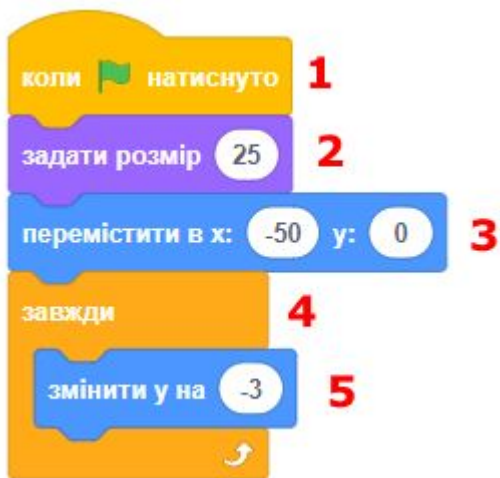 коли натиснуто 1
задати розмір 25 2
перемістити в x: -50 y: 0 3
завжди 4
змінити y на -3 5